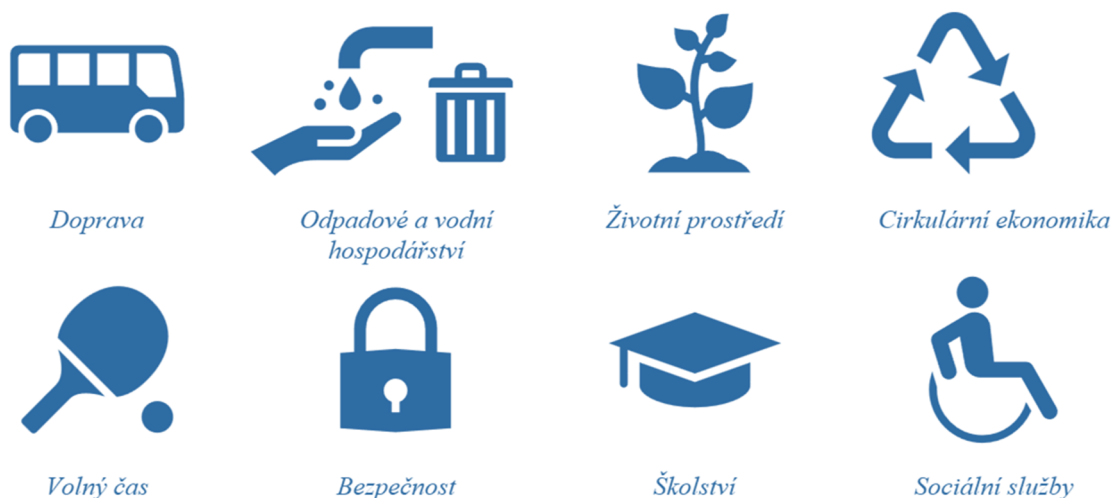 Doprava
Odpadové a vodní
hospodářství
Životní prostředí
Cirkulární ekonomika
Volný čas
Bezpečnost
Školství
Sociální služby